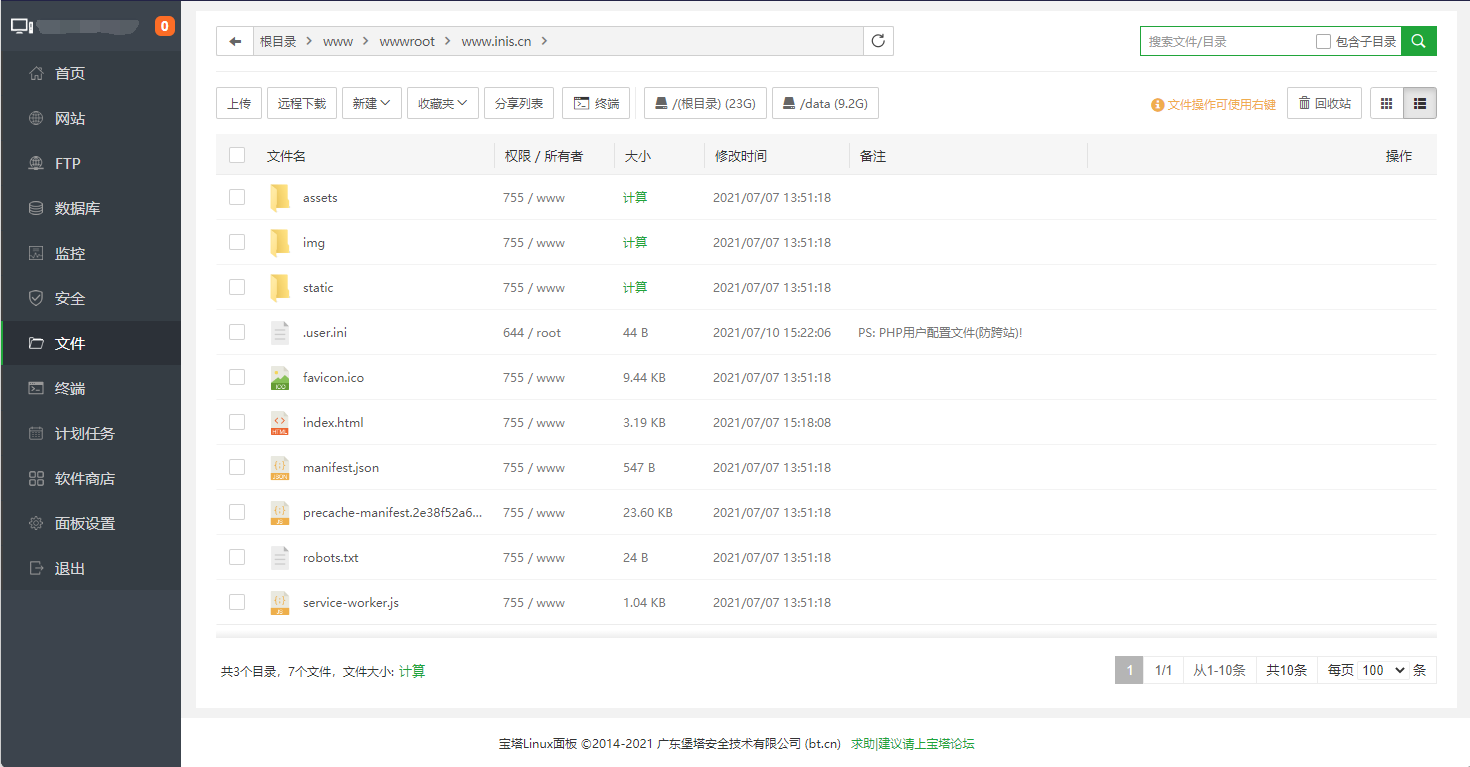 0
首页
网站
FTP
数据库
监控
安全
文件
终端
计划任务
软件商店
面板设置
退出
根目录 www wwwroot www.inis.cn
搜索文件/目录 包含子目录
上传 远程下载 新建 收藏夹 分享列表 终端 /(根目录) (23G) /data (9.2G) 文件操作可使用右键 回收站
文件名 权限 / 所有者 大小 修改时间 备注 操作
assets 755 / www 计算 2021/07/07 13:51:18
img 755 / www 计算 2021/07/07 13:51:18
static 755 / www 计算 2021/07/07 13:51:18
.user.ini 644 / root 44 B 2021/07/10 15:22:06 PS: PHP用户配置文件(防跨站)!
favicon.ico 755 / www 9.44 KB 2021/07/07 13:51:18
index.html 755 / www 3.19 KB 2021/07/07 15:18:08
manifest.json 755 / www 547 B 2021/07/07 13:51:18
precache-manifest.2e38f52a6... 755 / www 23.60 KB 2021/07/07 13:51:18
robots.txt 755 / www 24 B 2021/07/07 13:51:18
service-worker.js 755 / www 1.04 KB 2021/07/07 13:51:18
共3个目录，7个文件，文件大小: 计算
1 1/1 从1-10条 共10条 每页 100 条
宝塔Linux面板 ©2014-2021 广东堡塔安全技术有限公司 (bt.cn) 求助|建议请上宝塔论坛